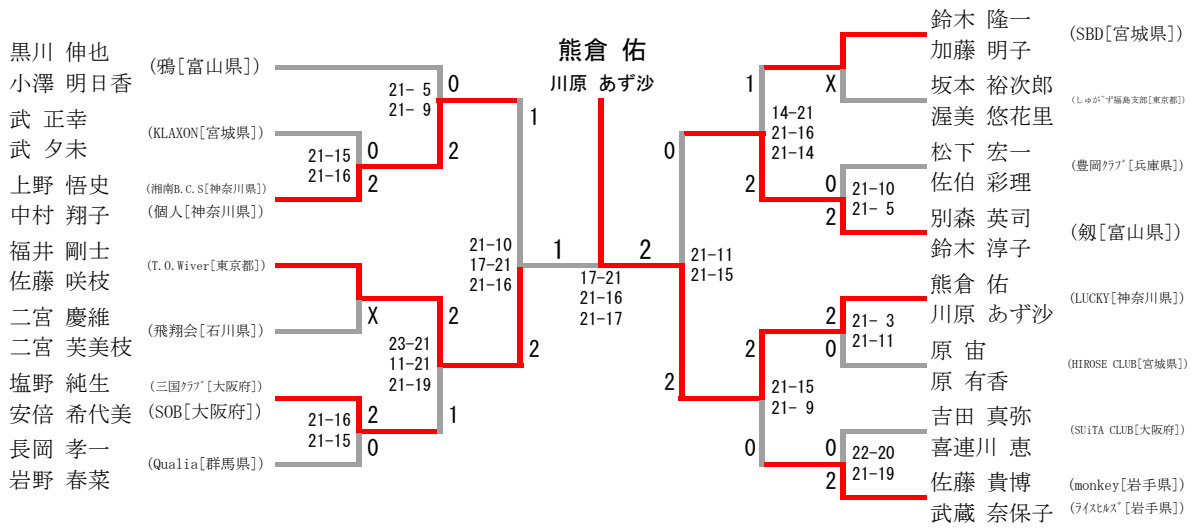 熊倉 佑
川原 あず沙
黒川 伸也
小澤 明日香
(鴉[富山県])
武 正幸
武 夕未
(KLAXON[宮城県])
上野 悟史
中村 翔子
(湘南B.C.S[神奈川県])
(個人[神奈川県])
福井 剛士
佐藤 咲枝
(T.O.Wiver[東京都])
二宮 慶維
二宮 芙美枝
(飛翔会[石川県])
塩野 純生
安倍 希代美
(三国ｸﾗﾌﾞ[大阪府])
(SOB[大阪府])
長岡 孝一
岩野 春菜
(Qualia[群馬県])
21-15
21-16
0
2
21- 5
21- 9
0
2
X
21-16
21-15
2
0
23-21
11-21
21-19
2
1
21-10
17-21
21-16
1
2
1
2
17-21
21-16
21-17
鈴木 隆一
加藤 明子
(SBD[宮城県])
坂本 裕次郎
渥美 悠花里
(しゅがｰず福島支部[東京都])
松下 宏一
佐伯 彩理
(豊岡ｸﾗﾌﾞ[兵庫県])
別森 英司
鈴木 淳子
(剱[富山県])
熊倉 佑
川原 あず沙
(LUCKY[神奈川県])
原 宙
原 有香
(HIROSE CLUB[宮城県])
吉田 真弥
喜連川 恵
(SUiTA CLUB[大阪府])
佐藤 貴博
武蔵 奈保子
(monkey[岩手県])
(ﾗｲｽﾋﾙｽﾞ[岩手県])
X
0
2
21-10
21- 5
1
2
14-21
21-16
21-14
2
0
21- 3
21-11
0
2
22-20
21-19
2
0
21-15
21- 9
0
2
21-11
21-15